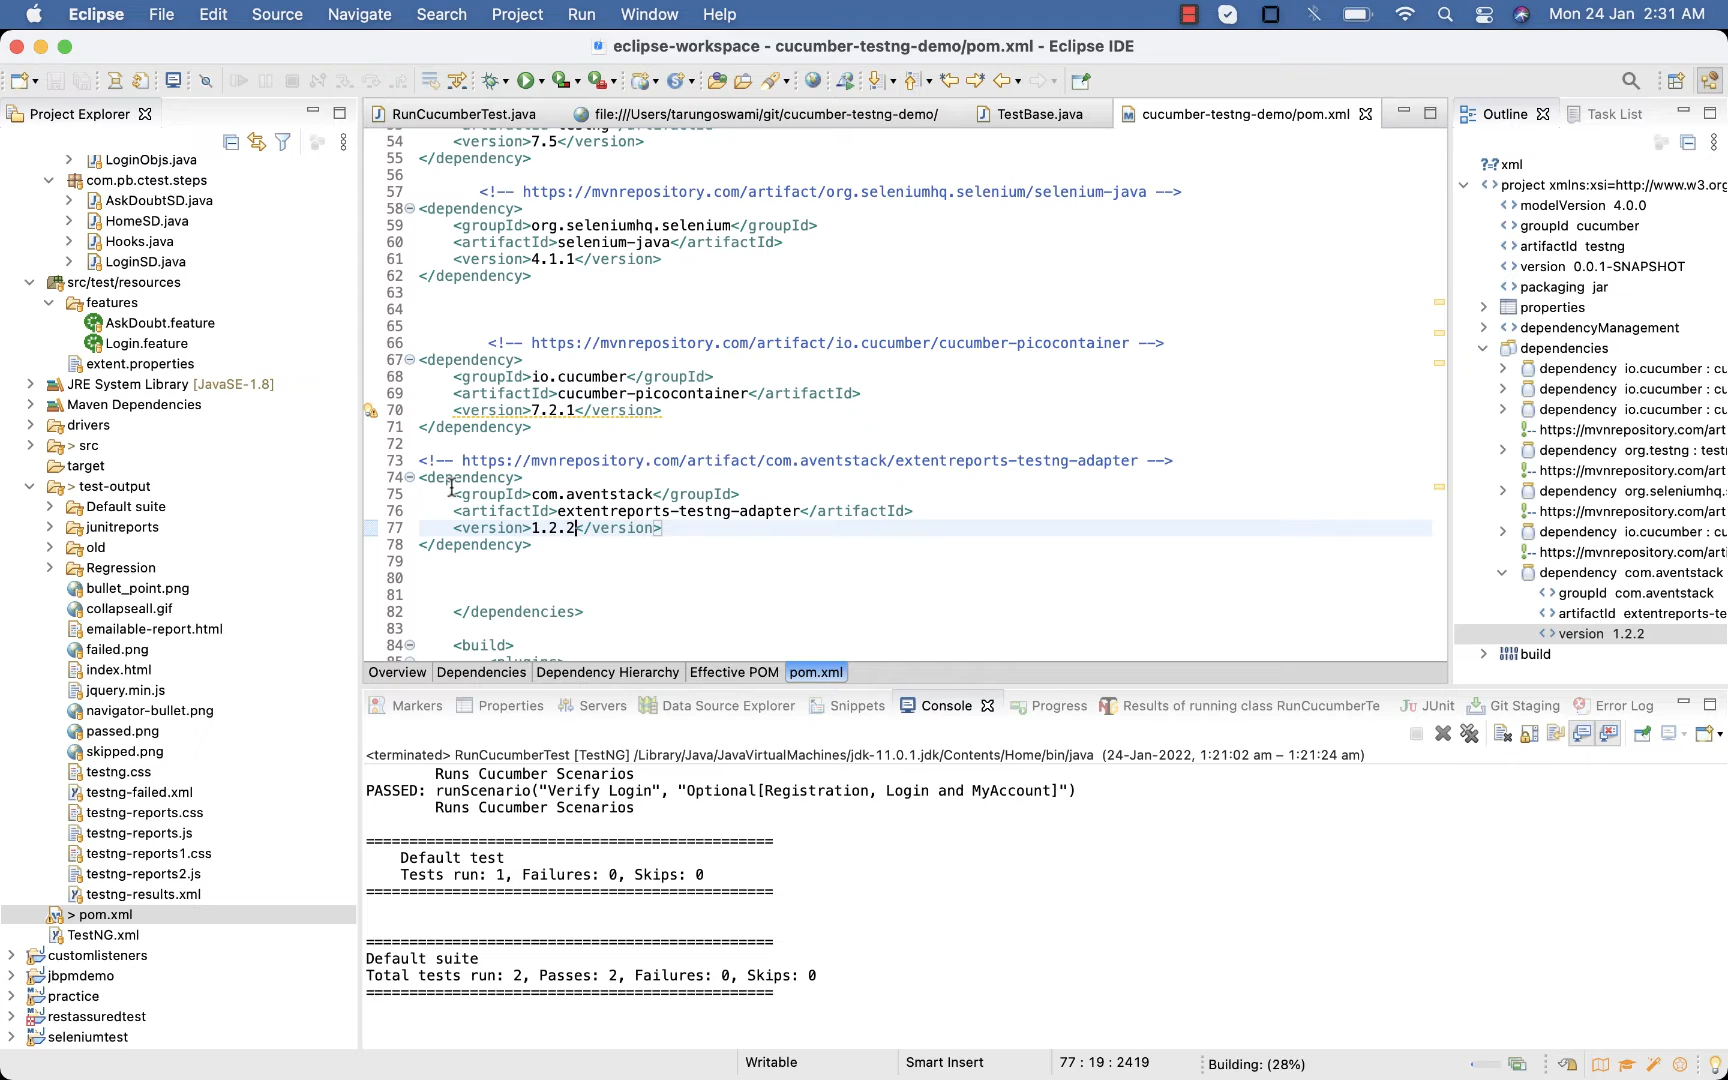 Eclipse File Edit Source Navigate Search Project Run Window Help Mon 24 Jan 2:31 AM
eclipse-workspace - cucumber-testng-demo/pom.xml - Eclipse IDE
Project Explorer
LoginObjs.java
com.pb.ctest.steps
AskDoubtSD.java
HomeSD.java
Hooks.java
LoginSD.java
src/test/resources
features
AskDoubt.feature
Login.feature
extent.properties
JRE System Library [JavaSE-1.8]
Maven Dependencies
drivers
> src
target
> test-output
Default suite
junitreports
old
Regression
bullet_point.png
collapseall.gif
emailable-report.html
failed.png
index.html
jquery.min.js
navigator-bullet.png
passed.png
skipped.png
testng.css
testng-failed.xml
testng-reports.css
testng-reports.js
testng-reports1.css
testng-reports2.js
testng-results.xml
> pom.xml
TestNG.xml
customlisteners
jbpmdemo
practice
restassuredtest
seleniumtest
RunCucumberTest.java file:///Users/tarungoswami/git/cucumber-testng-demo/ TestBase.java cucumber-testng-demo/pom.xml
54 <version>7.5</version>
55 </dependency>
56
57 <!-- https://mvnrepository.com/artifact/org.seleniumhq.selenium/selenium-java -->
58 <dependency>
59 <groupId>org.seleniumhq.selenium</groupId>
60 <artifactId>selenium-java</artifactId>
61 <version>4.1.1</version>
62 </dependency>
63
64
65
66 <!-- https://mvnrepository.com/artifact/io.cucumber/cucumber-picocontainer -->
67 <dependency>
68 <groupId>io.cucumber</groupId>
69 <artifactId>cucumber-picocontainer</artifactId>
70 <version>7.2.1</version>
71 </dependency>
72
73 <!-- https://mvnrepository.com/artifact/com.aventstack/extentreports-testng-adapter -->
74 <dependency>
75 <groupId>com.aventstack</groupId>
76 <artifactId>extentreports-testng-adapter</artifactId>
77 <version>1.2.2</version>
78 </dependency>
79
80
81
82 </dependencies>
83
84 <build>
Overview Dependencies Dependency Hierarchy Effective POM pom.xml
Outline Task List
xml
project xmlns:xsi=http://www.w3.org
modelVersion 4.0.0
groupId cucumber
artifactId testng
version 0.0.1-SNAPSHOT
packaging jar
properties
dependencyManagement
dependencies
dependency io.cucumber : cu
dependency io.cucumber : cu
dependency io.cucumber : cu
https://mvnrepository.com/art
dependency org.testng : test
https://mvnrepository.com/art
dependency org.seleniumhq.s
https://mvnrepository.com/art
dependency io.cucumber : cu
https://mvnrepository.com/art
dependency com.aventstack
groupId com.aventstack
artifactId extentreports-te
version 1.2.2
build
Markers Properties Servers Data Source Explorer Snippets Console Progress Results of running class RunCucumberTe JUnit Git Staging Error Log
<terminated> RunCucumberTest [TestNG] /Library/Java/JavaVirtualMachines/jdk-11.0.1.jdk/Contents/Home/bin/java (24-Jan-2022, 1:21:02 am – 1:21:24 am)
Runs Cucumber Scenarios
PASSED: runScenario("Verify Login", "Optional[Registration, Login and MyAccount]")
Runs Cucumber Scenarios
===============================================
Default test
Tests run: 1, Failures: 0, Skips: 0
===============================================
===============================================
Default suite
Total tests run: 2, Passes: 2, Failures: 0, Skips: 0
===============================================
Writable Smart Insert 77 : 19 : 2419 Building: (28%)